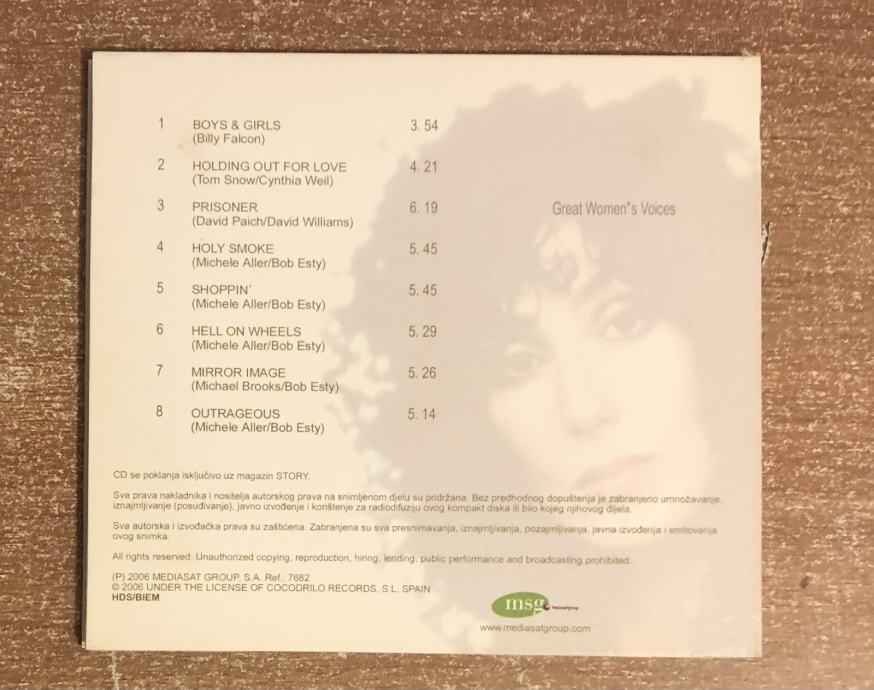 1 BOYS & GIRLS 3. 54
(Billy Falcon)
2 HOLDING OUT FOR LOVE 4. 21
(Tom Snow/Cynthia Weil)
3 PRISONER 6. 19
(David Paich/David Williams)
4 HOLY SMOKE 5. 45
(Michele Aller/Bob Esty)
5 SHOPPIN' 5. 45
(Michele Aller/Bob Esty)
6 HELL ON WHEELS 5. 29
(Michele Aller/Bob Esty)
7 MIRROR IMAGE 5. 26
(Michael Brooks/Bob Esty)
8 OUTRAGEOUS 5. 14
(Michele Aller/Bob Esty)
Great Women's Voices
CD se poklanja isključivo uz magazin STORY.
Sva prava nakladnika i nositelja autorskog prava na snimljenom djelu su pridržana. Bez predhodnog dopuštenja je zabranjeno umnožavanje,
iznajmljivanje (posuđivanje), javno izvođenje i korištenje za radiodifuziju ovog kompakt diska ili bilo kojeg njihovog dijela.
Sva autorska i izvođačka prava su zaštićena. Zabranjena su sva presnimavanja, iznajmljivanja, pozajmljivanja, javna izvođenja i emitovanja
ovog snimka.
All rights reserved. Unauthorized copying, reproduction, hiring, lending, public performance and broadcasting prohibited.
(P) 2006 MEDIASAT GROUP, S.A. Ref.: 7682
© 2006 UNDER THE LICENSE OF COCODRILO RECORDS, S.L. SPAIN
HDS/BIEM
msg Mediasatgroup
www.mediasatgroup.com